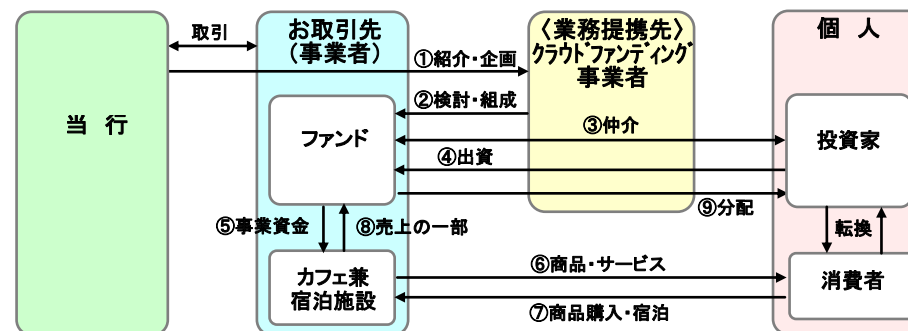 当 行
取引
お取引先
(事業者)
〈業務提携先〉
クラウドファンディング
事業者
個 人
①紹介・企画
②検討・組成
③仲介
④出資
ファンド
投資家
⑨分配
⑤事業資金
⑧売上の一部
転換
カフェ兼
宿泊施設
⑥商品・サービス
⑦商品購入・宿泊
消費者